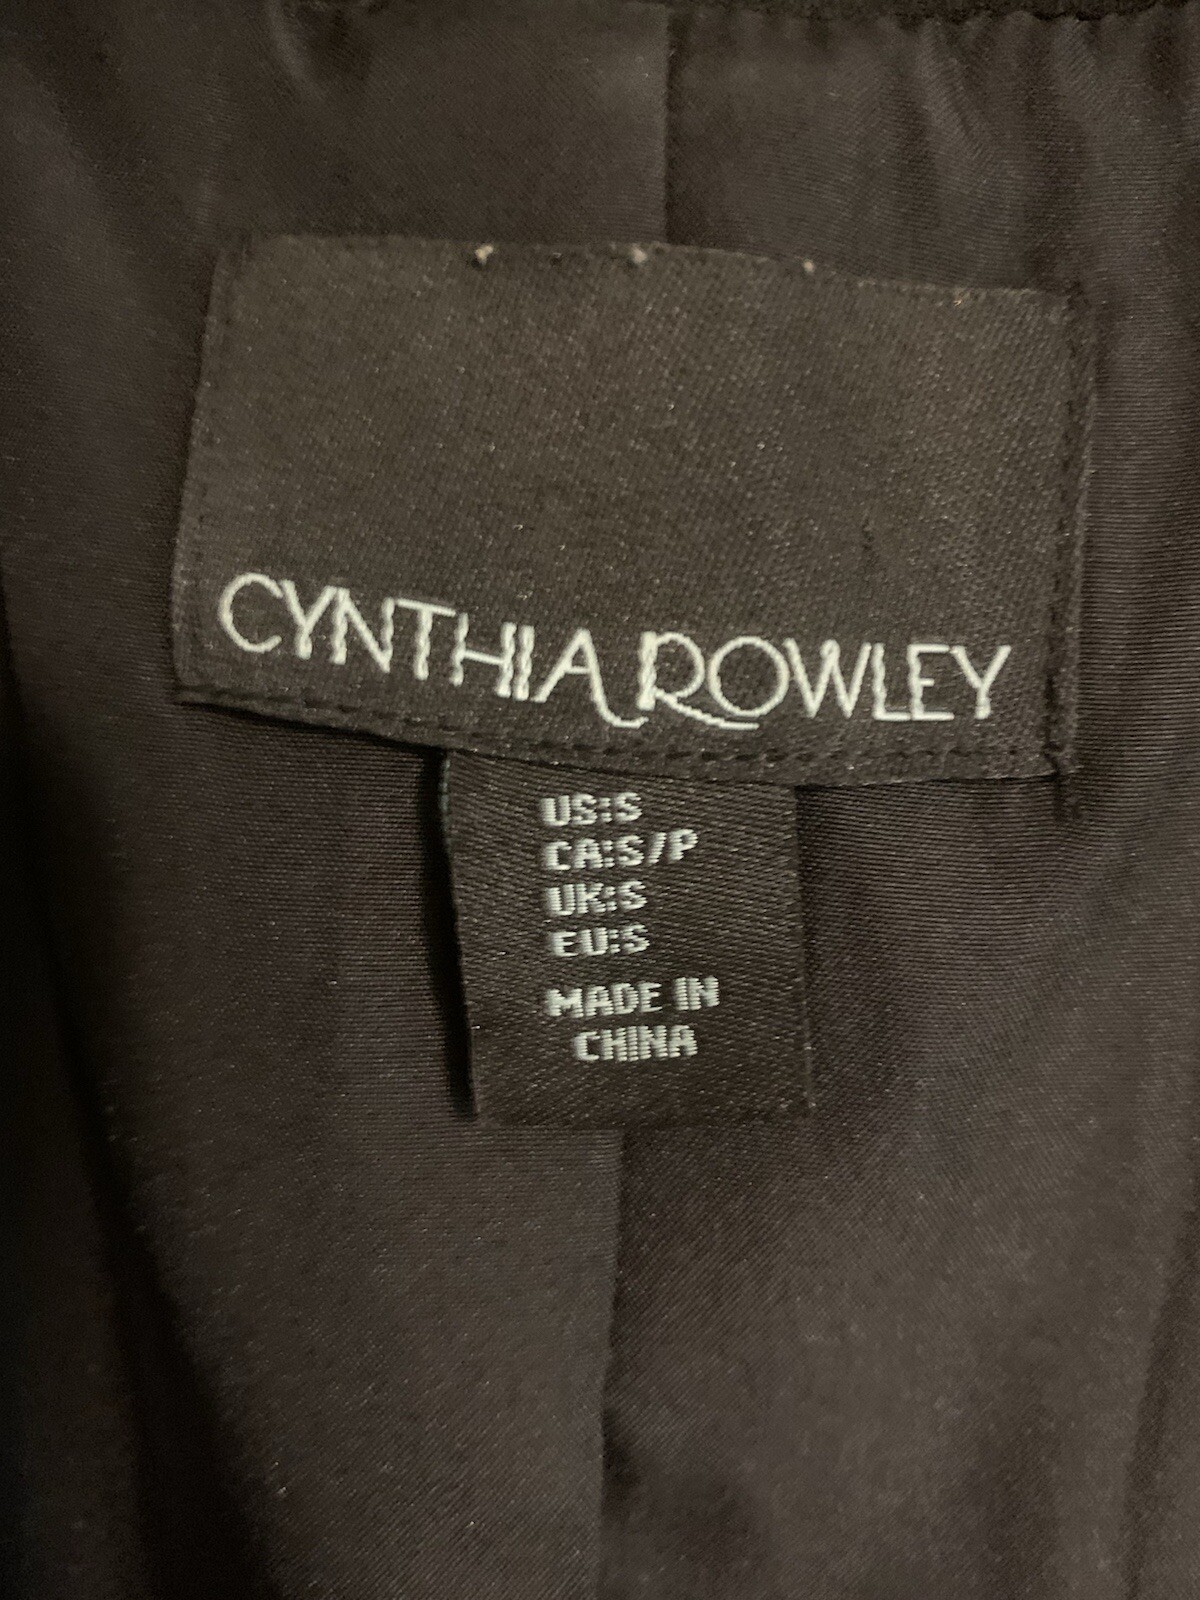 CYNTHIA ROWLEY
US:S
CA:S/P
UK:S
EU:S
MADE IN
CHINA